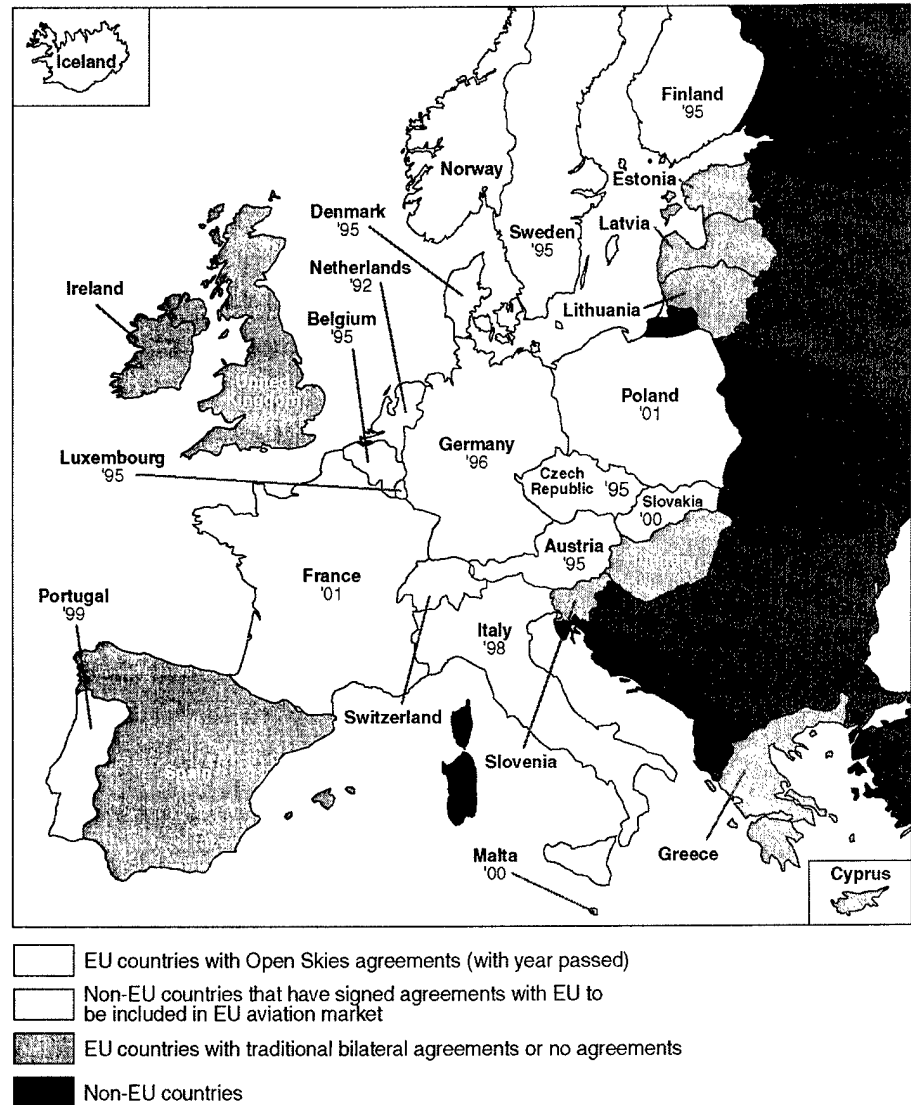 Iceland
Finland
'95
Norway
Estonia
Denmark
'95
Sweden
'95
Latvia
Netherlands
'92
Ireland
Lithuania
Belgium
'95
United
Kingdom
Poland
'01
Luxembourg
'95
Germany
'96
Czech
Republic '95
Slovakia
'00
Austria
'95
France
'01
Portugal
'99
Italy
'98
Switzerland
Spain
Slovenia
Malta
'00
Greece
Cyprus
EU countries with Open Skies agreements (with year passed)
Non-EU countries that have signed agreements with EU to
be included in EU aviation market
EU countries with traditional bilateral agreements or no agreements
Non-EU countries